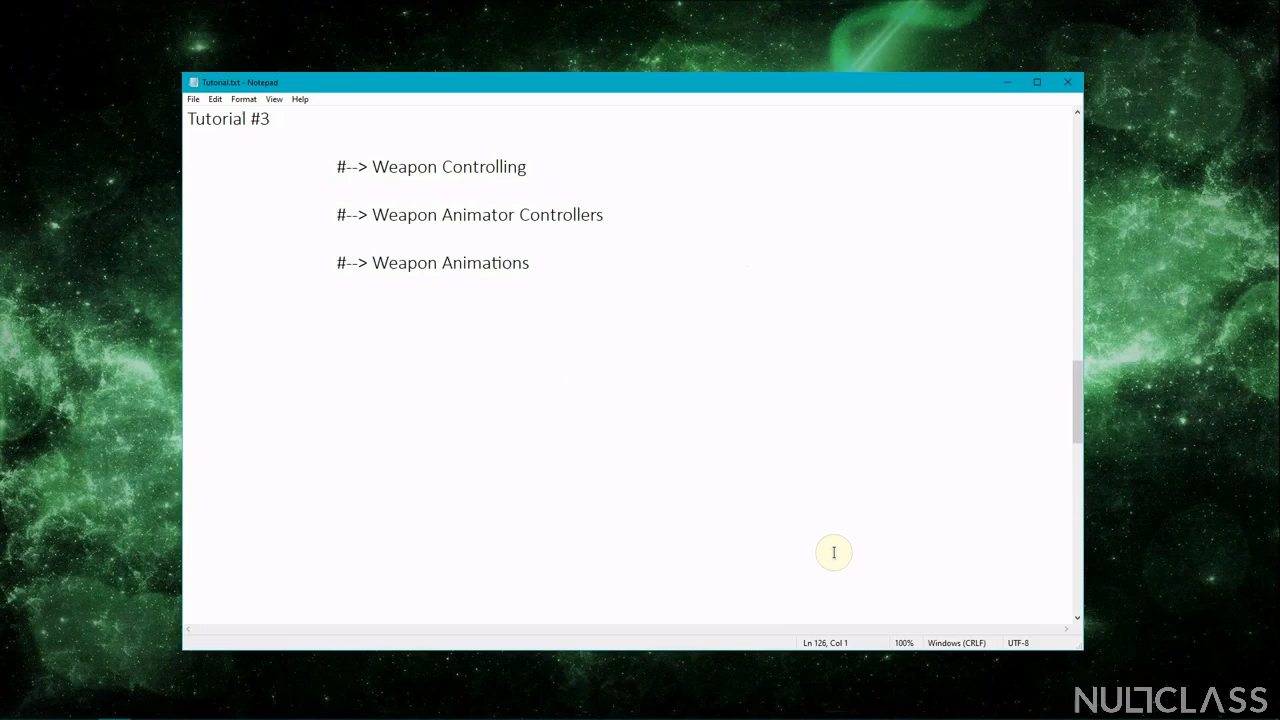 Tutorial.txt - Notepad
File Edit Format View Help
Tutorial #3
#--> Weapon Controlling
#--> Weapon Animator Controllers
#--> Weapon Animations
Ln 126, Col 1 100% Windows (CRLF) UTF-8
NULLCLASS